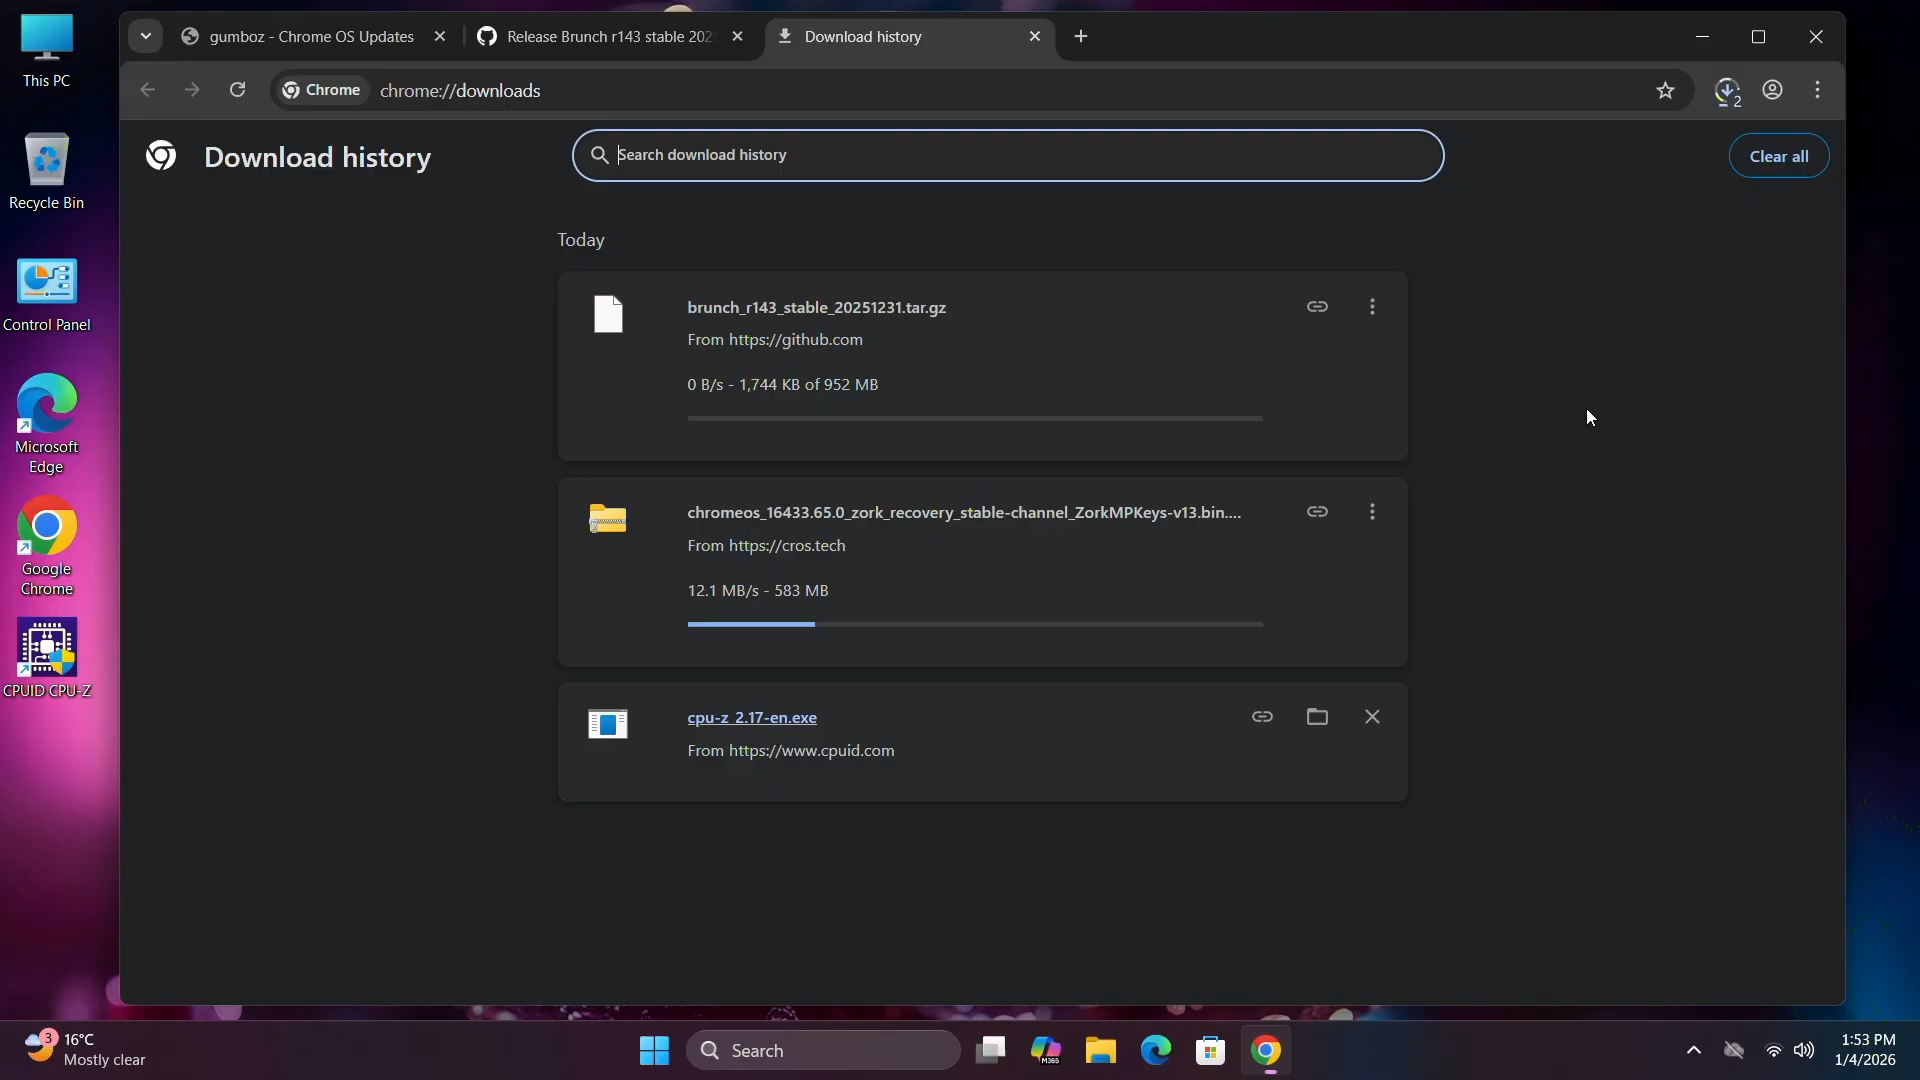 This PC
Recycle Bin
Control Panel
Microsoft
Edge
Google
Chrome
CPUID CPU-Z
gumboz - Chrome OS Updates
Release Brunch r143 stable 202
Download history
Chrome
chrome://downloads
2
Download history
Search download history
Clear all
Today
brunch_r143_stable_20251231.tar.gz
From https://github.com
0 B/s - 1,744 KB of 952 MB
chromeos_16433.65.0_zork_recovery_stable-channel_ZorkMPKeys-v13.bin....
From https://cros.tech
12.1 MB/s - 583 MB
cpu-z_2.17-en.exe
From https://www.cpuid.com
3
16°C
Mostly clear
Search
M365
1:53 PM
1/4/2026